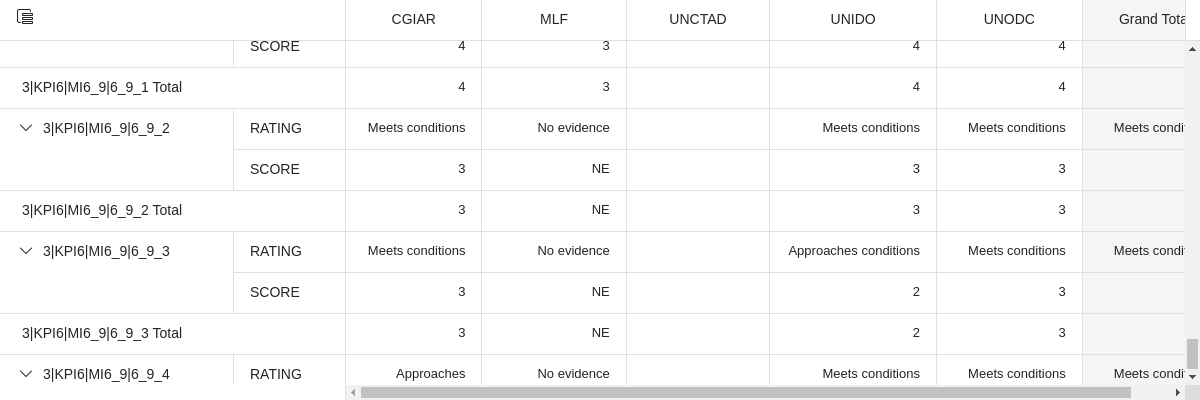 CGIAR MLF UNCTAD UNIDO UNODC Grand
SCORE 4 3 4 4
3|KPI6|MI6_9|6_9_1 Total 4 3 4 4
3|KPI6|MI6_9|6_9_2 RATING Meets conditions No evidence Meets conditions Meets conditions Meets
SCORE 3 NE 3 3
3|KPI6|MI6_9|6_9_2 Total 3 NE 3 3
3|KPI6|MI6_9|6_9_3 RATING Meets conditions No evidence Approaches conditions Meets conditions Meets
SCORE 3 NE 2 3
3|KPI6|MI6_9|6_9_3 Total 3 NE 2 3
3|KPI6|MI6_9|6_9_4 RATING Approaches No evidence Meets conditions Meets conditions Meets